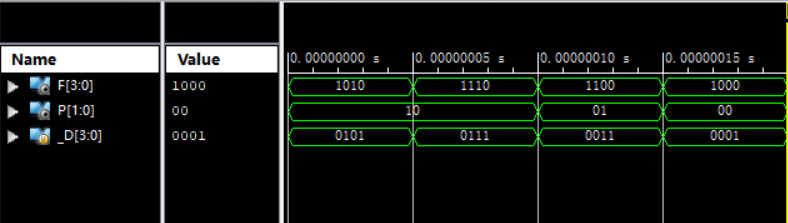 Name Value 0.00000000 s 0.00000005 s 0.00000010 s 0.00000015 s
F[3:0] 1000 1010 1110 1100 1000
P[1:0] 00 10 01 00
_D[3:0] 0001 0101 0111 0011 0001